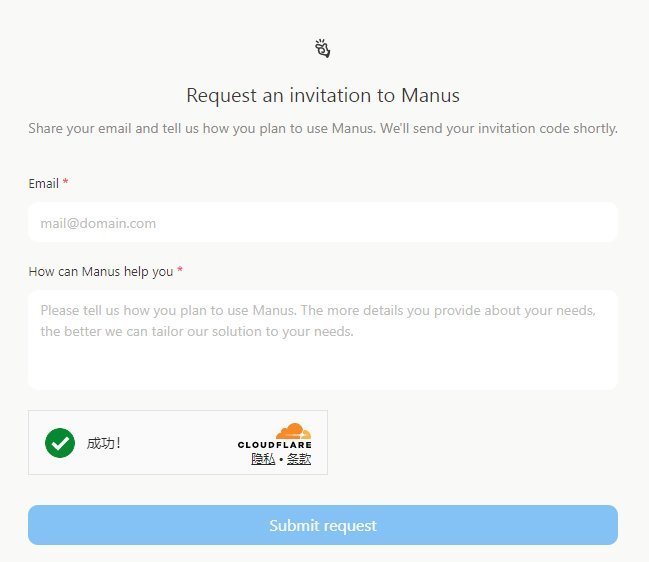 Request an invitation to Manus
Share your email and tell us how you plan to use Manus. We'll send your invitation code shortly.
Email *
mail@domain.com
How can Manus help you *
Please tell us how you plan to use Manus. The more details you provide about your needs,
the better we can tailor our solution to your needs.
成功!
CLOUDFLARE
隐私 • 条款
Submit request